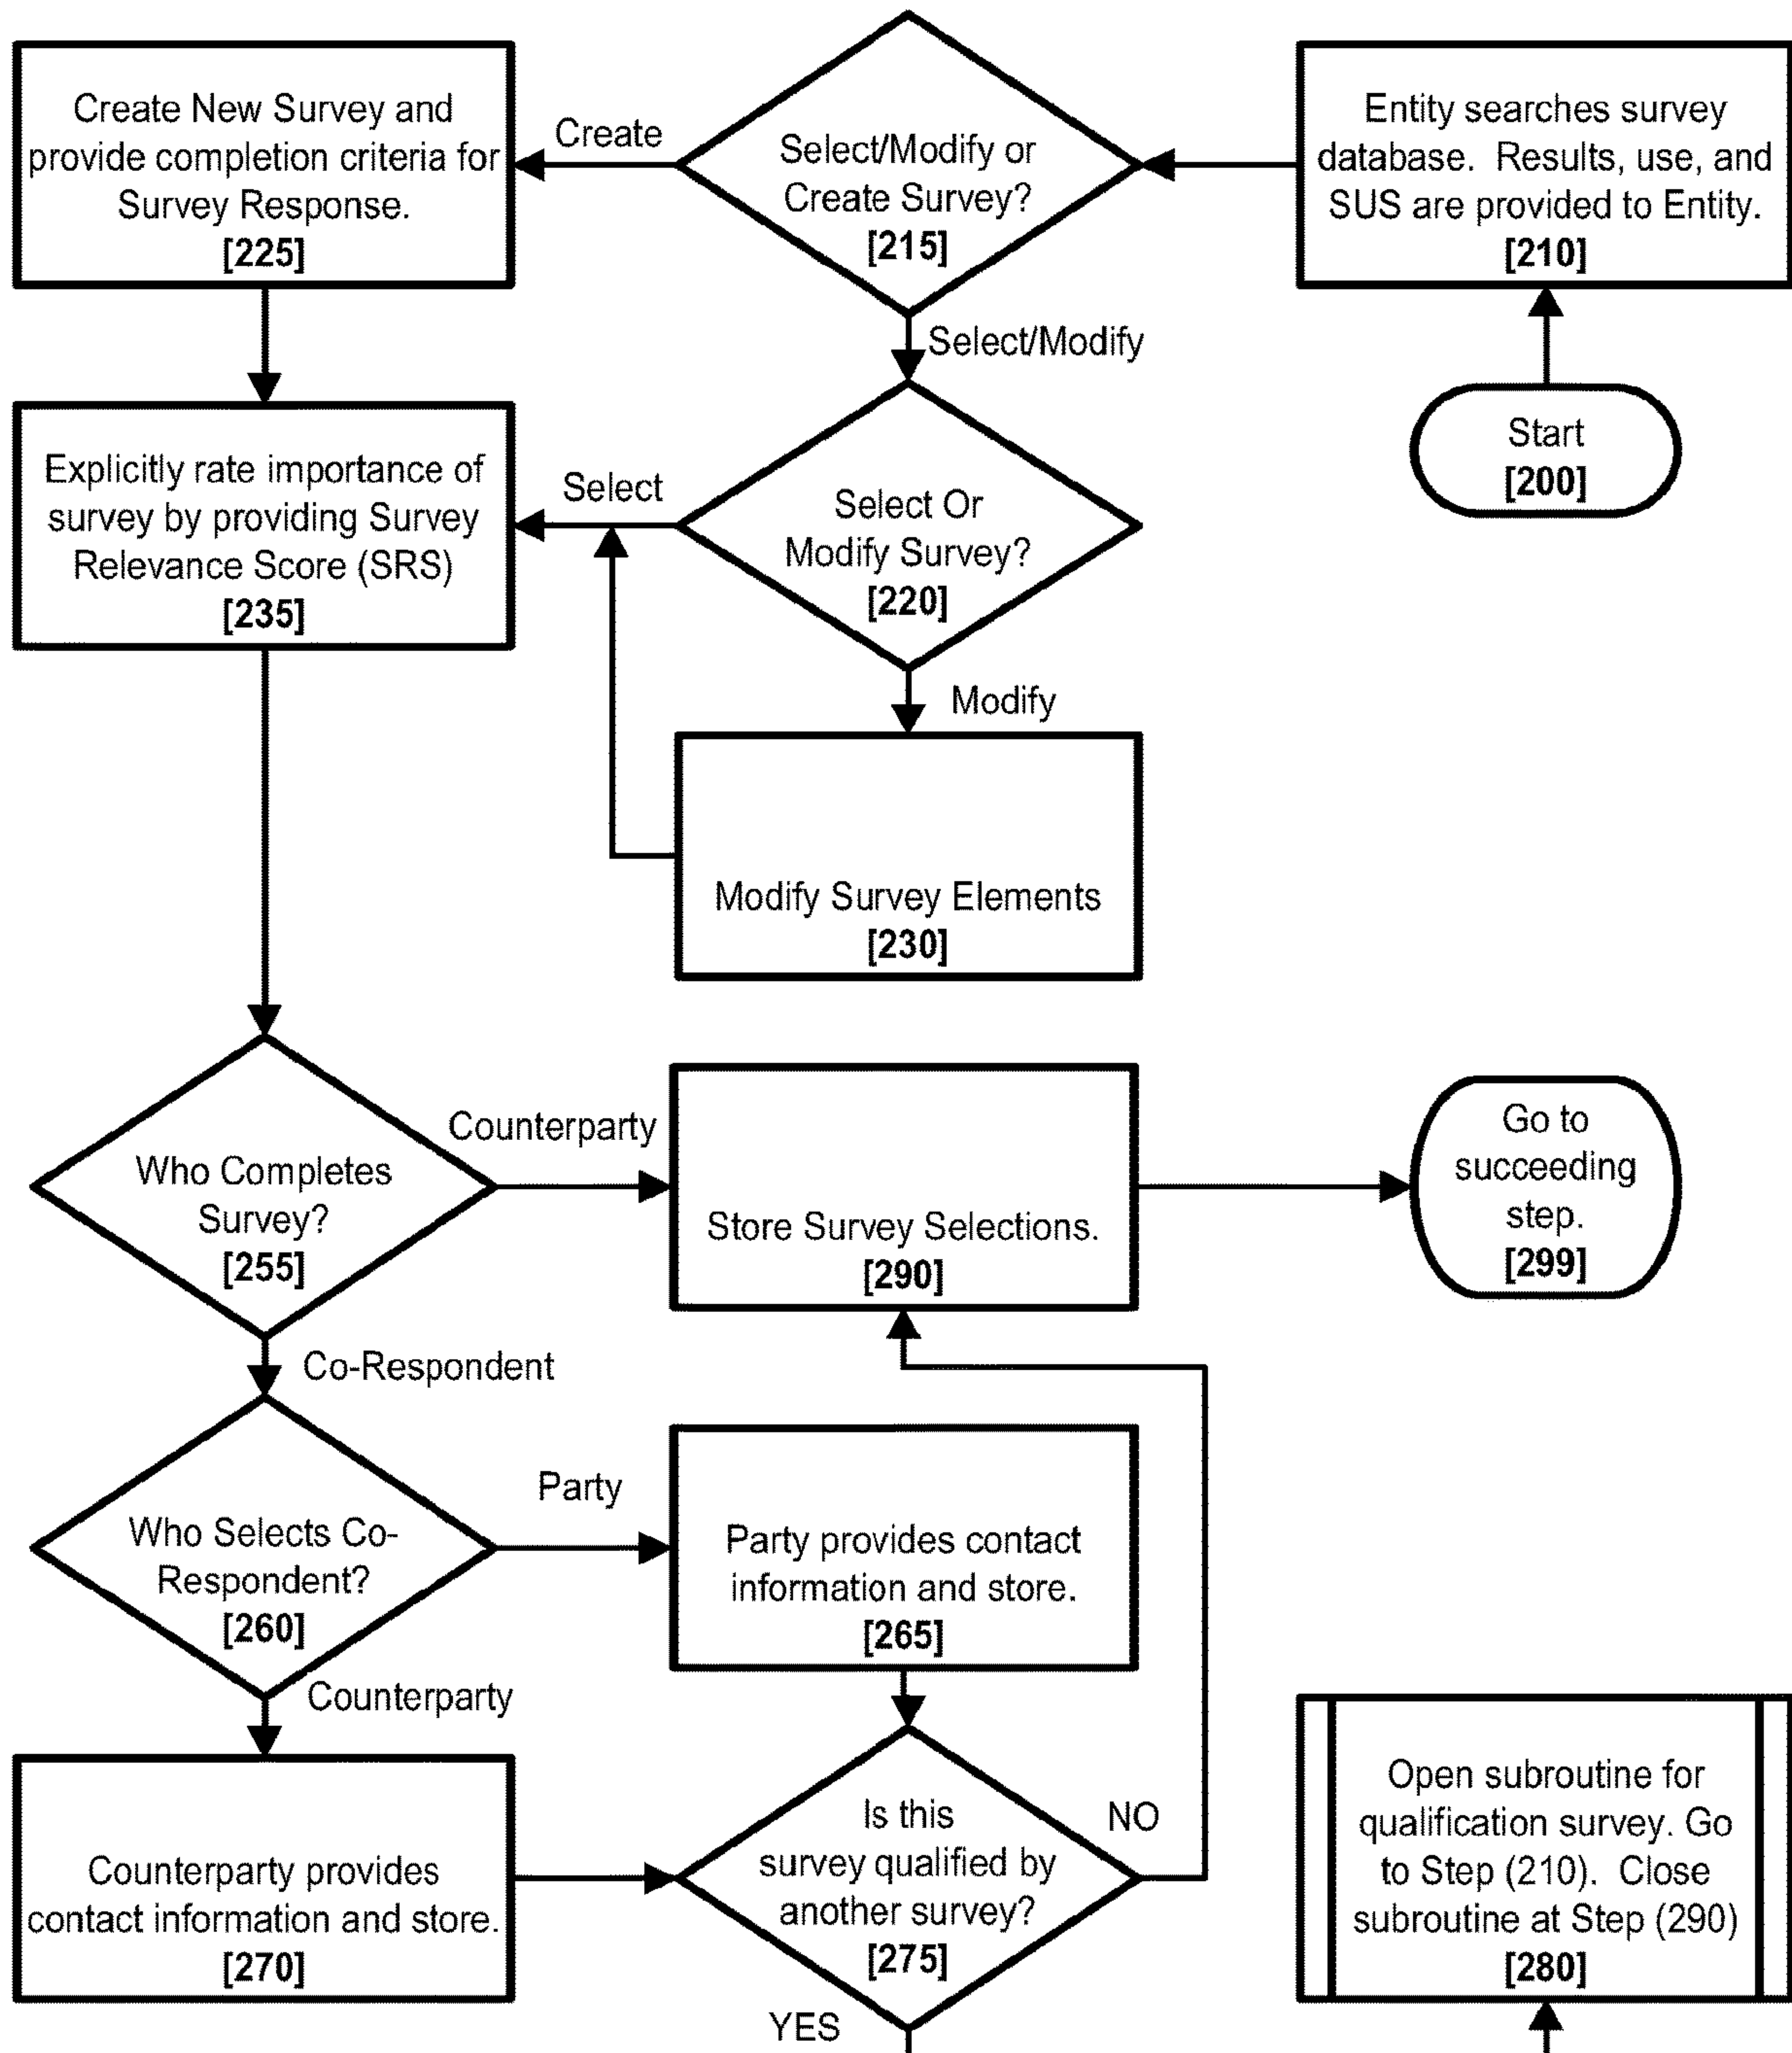 Create New Survey and
provide completion criteria for
Survey Response.
[225]
Create
Select/Modify or
Create Survey?
[215]
Entity searches survey
database.  Results, use, and
SUS are provided to Entity.
[210]
Select/Modify
Start
[200]
Explicitly rate importance of
survey by providing Survey
Relevance Score (SRS)
[235]
Select
Select Or
Modify Survey?
[220]
Modify
Modify Survey Elements
[230]
Who Completes
Survey?
[255]
Counterparty
Store Survey Selections.
[290]
Go to
succeeding
step.
[299]
Co-Respondent
Who Selects Co-
Respondent?
[260]
Party
Party provides contact
information and store.
[265]
Counterparty
Counterparty provides
contact information and store.
[270]
Is this
survey qualified by
another survey?
[275]
NO
YES
Open subroutine for
qualification survey. Go
to Step (210).  Close
subroutine at Step (290)
[280]